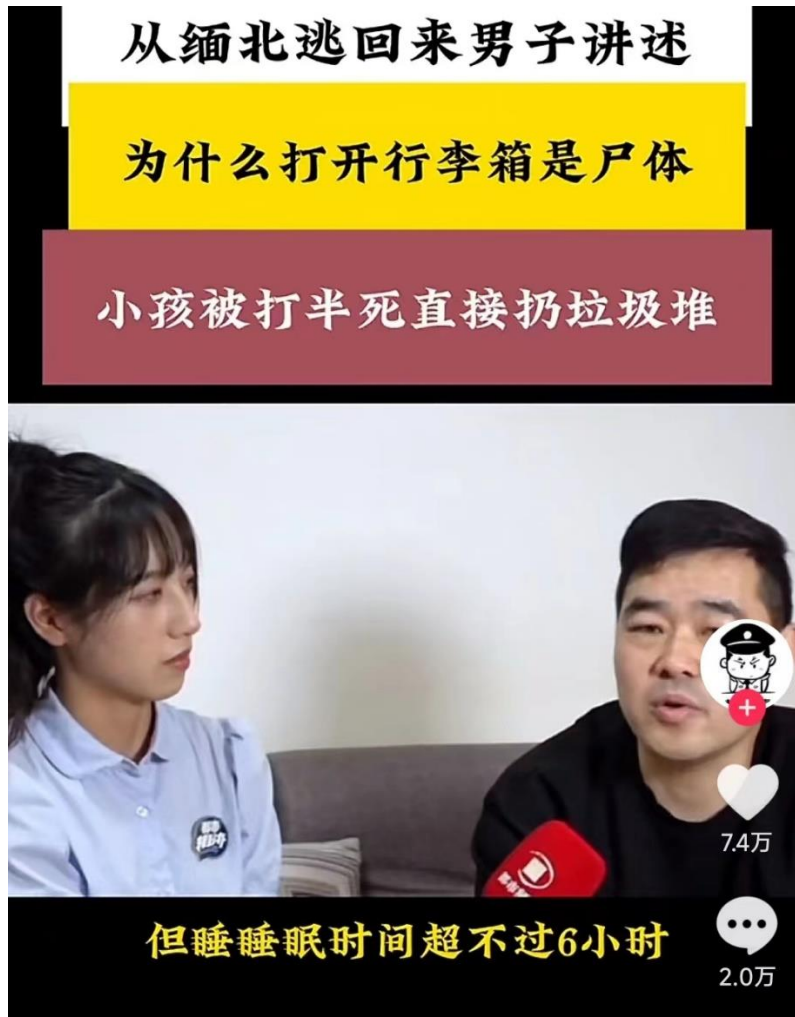 从缅北逃回来男子讲述
为什么打开行李箱是尸体
小孩被打半死直接扔垃圾堆
7.4万
但睡睡眠时间超不过6小时
2.0万